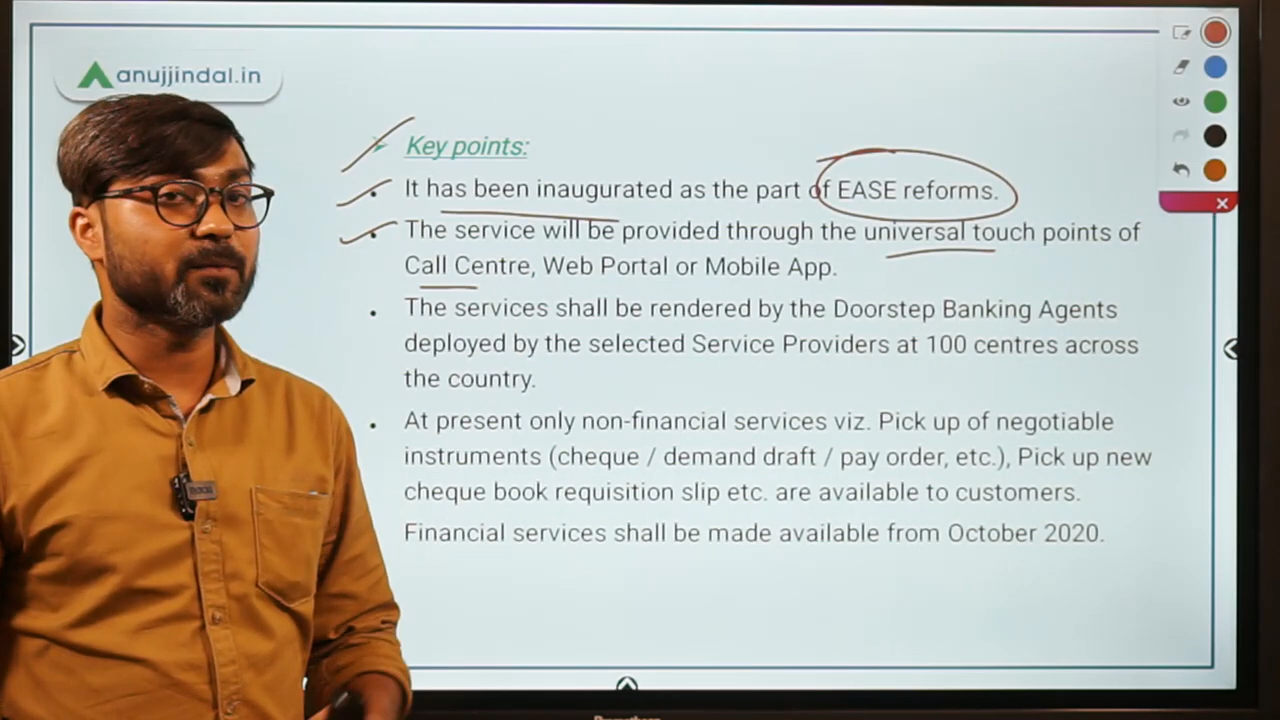 anujjindal.in
Key points:
It has been inaugurated as the part of EASE reforms.
The service will be provided through the universal touch points of
Call Centre, Web Portal or Mobile App.
The services shall be rendered by the Doorstep Banking Agents
deployed by the selected Service Providers at 100 centres across
the country.
At present only non-financial services viz. Pick up of negotiable
instruments (cheque / demand draft / pay order, etc.), Pick up new
cheque book requisition slip etc. are available to customers.
Financial services shall be made available from October 2020.